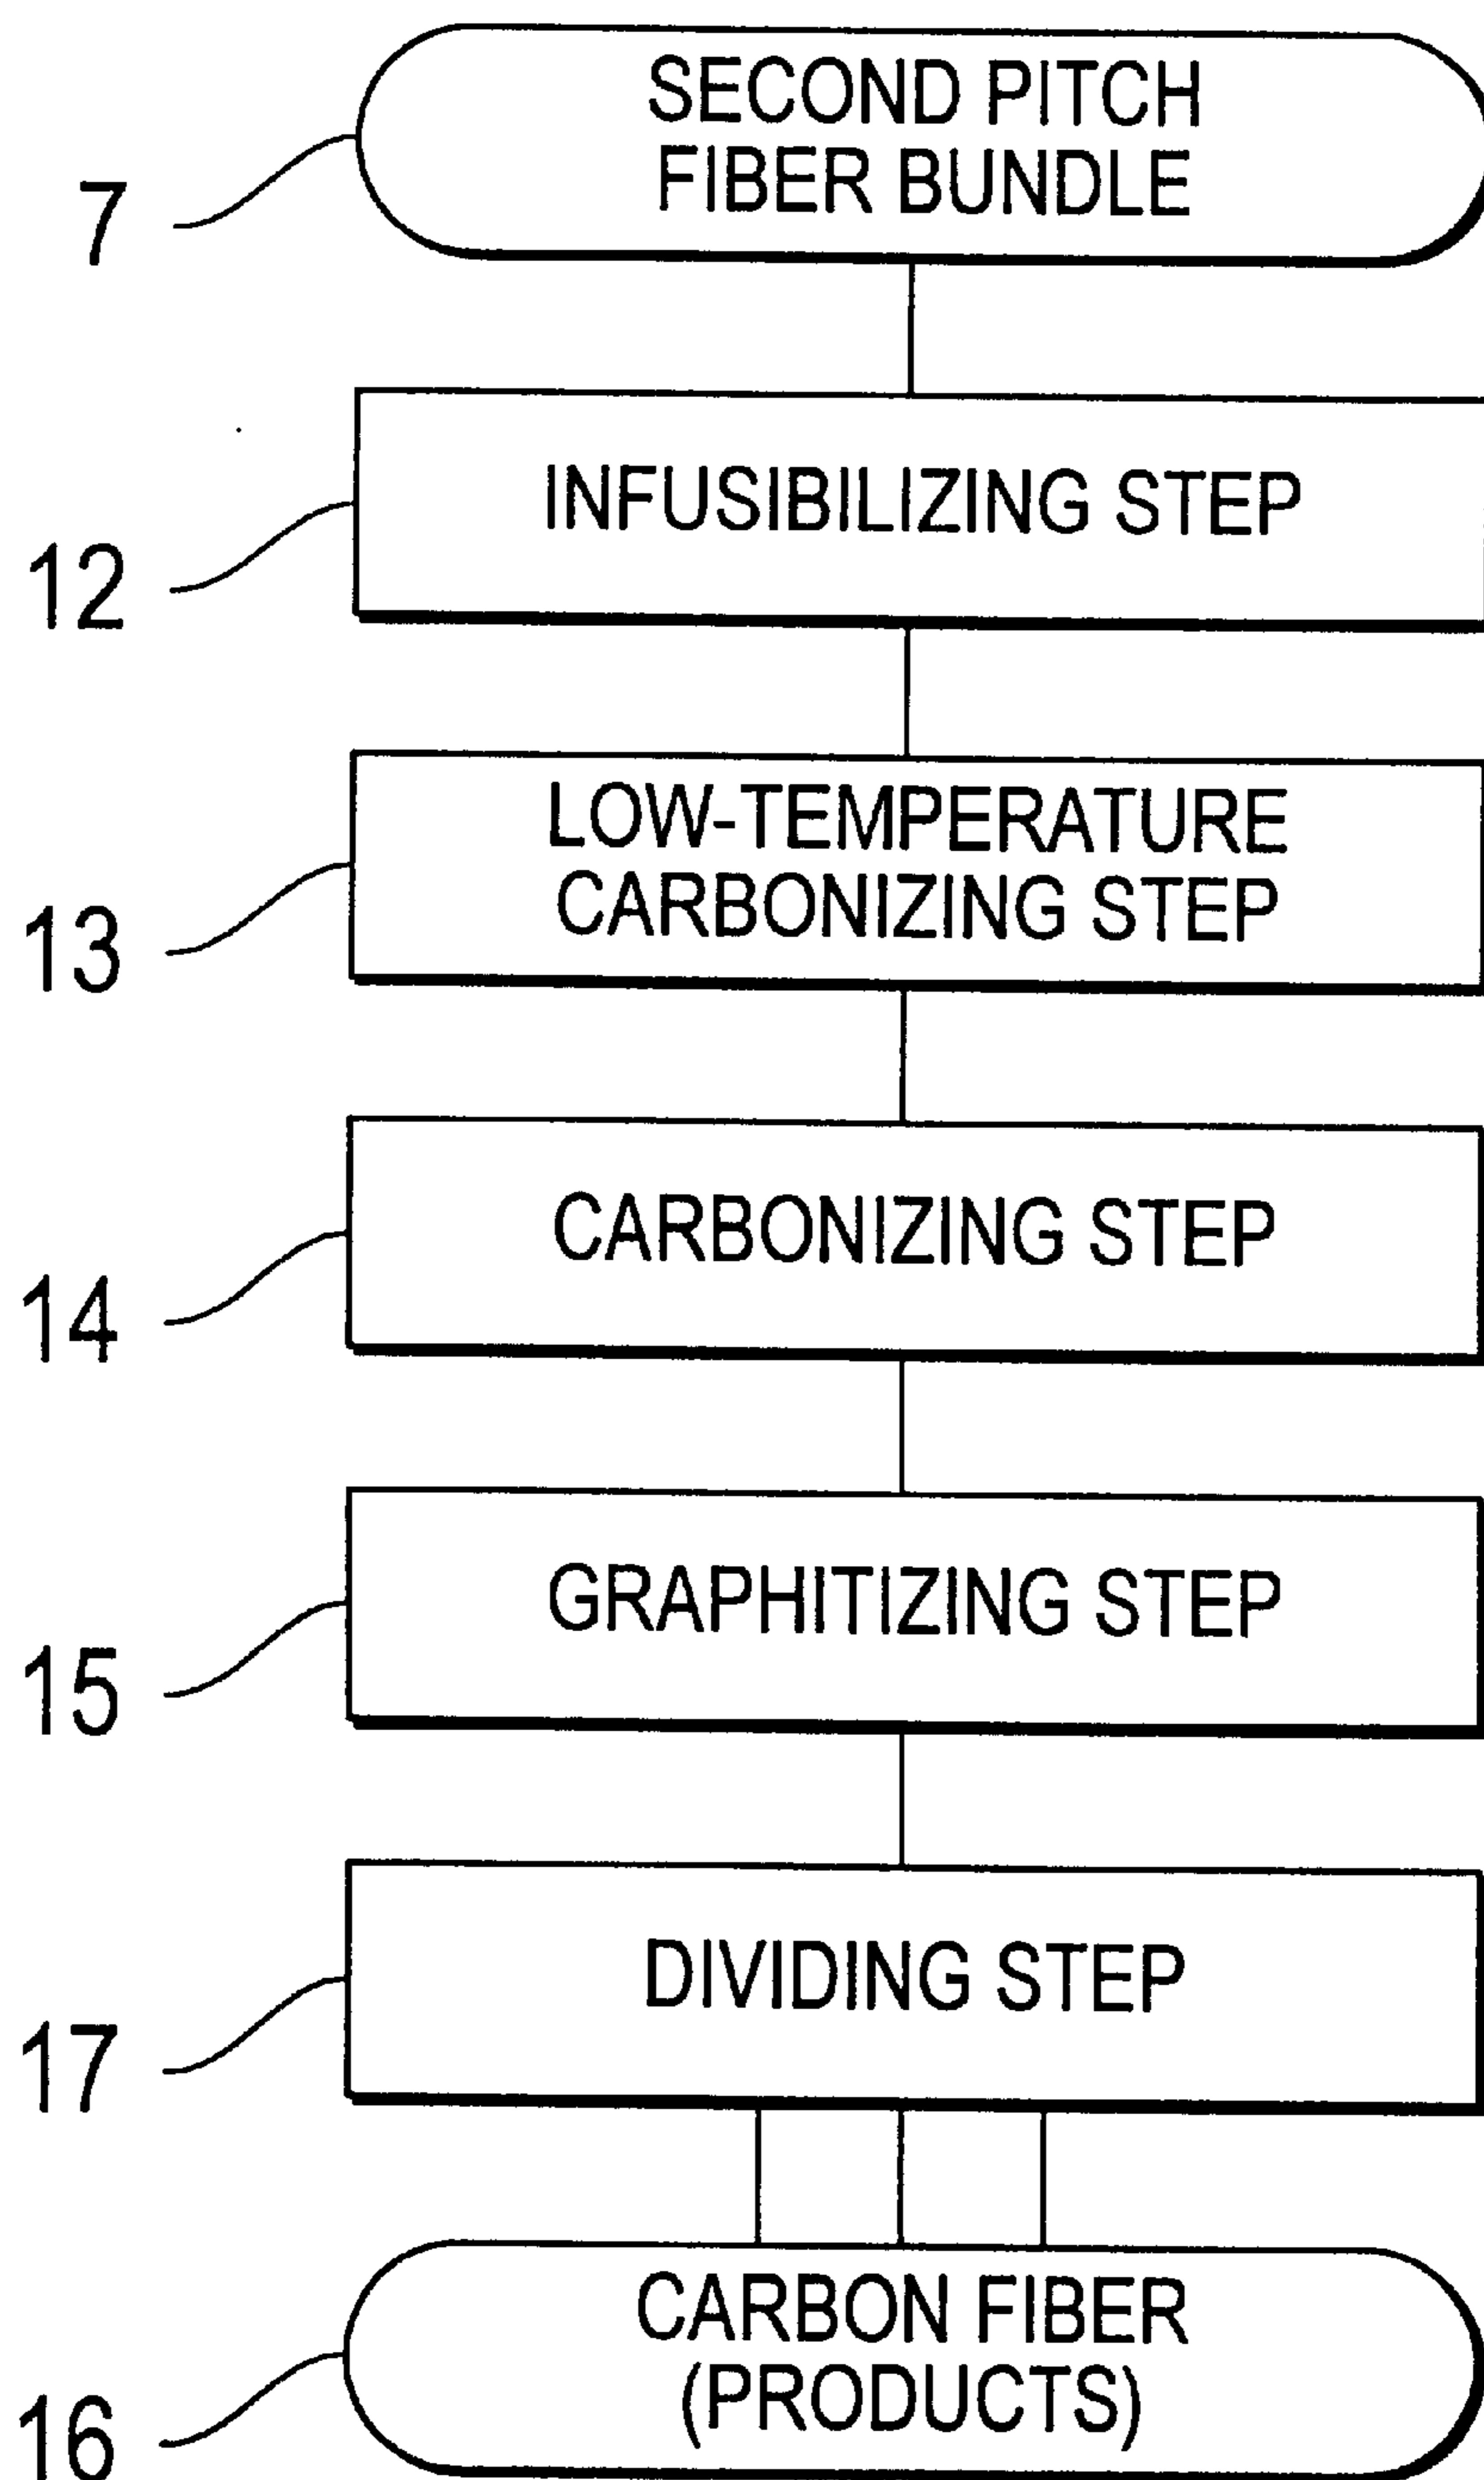 SECOND PITCH
FIBER BUNDLE
7
INFUSIBILIZING STEP
12
LOW-TEMPERATURE
CARBONIZING STEP
13
CARBONIZING STEP
14
GRAPHITIZING STEP
15
DIVIDING STEP
17
CARBON FIBER
(PRODUCTS)
16